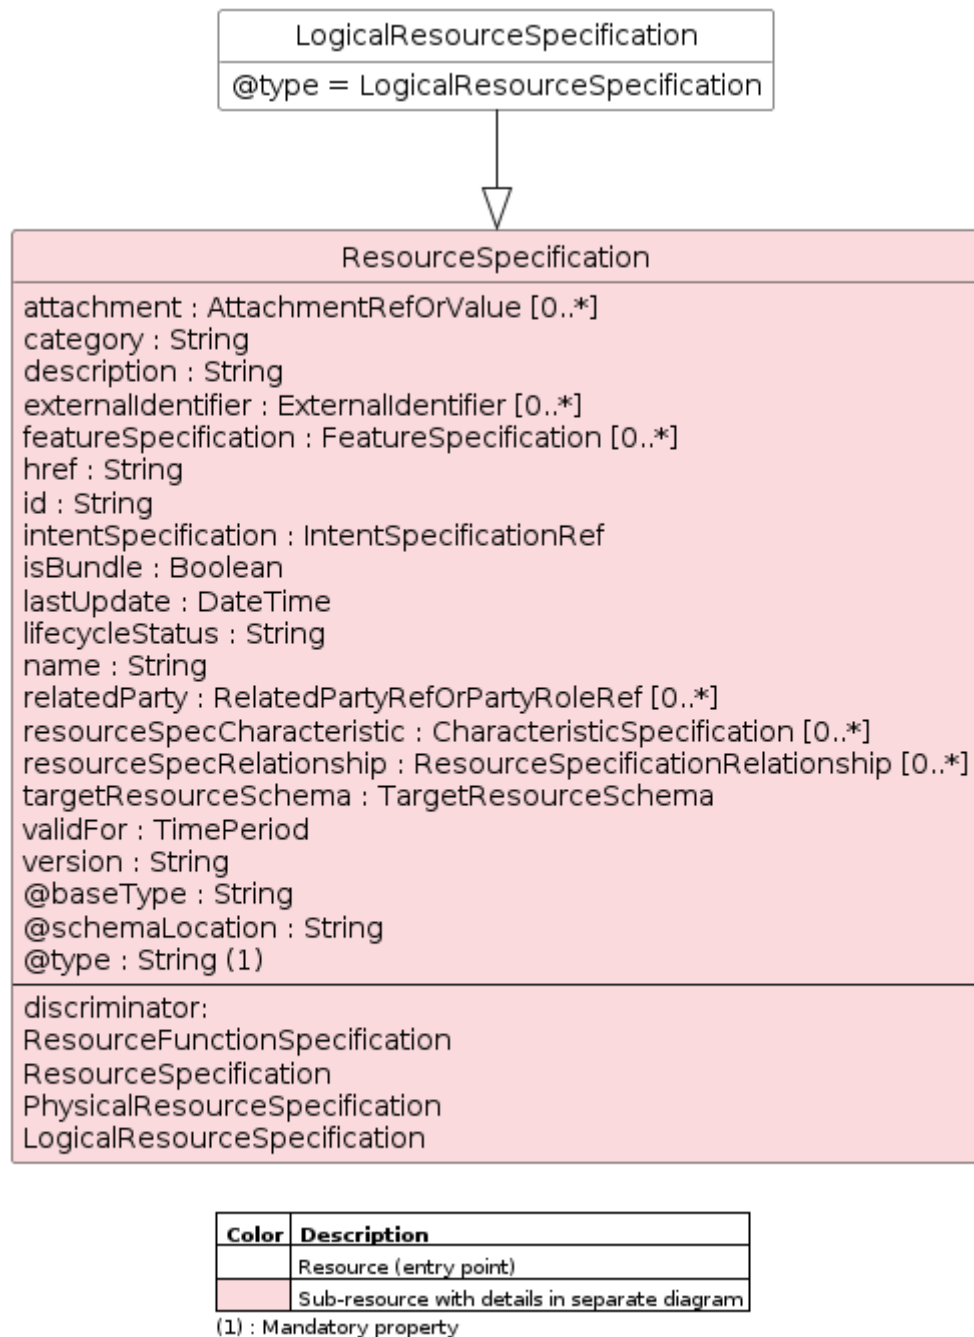 LogicalResourceSpecification
@type = LogicalResourceSpecification
ResourceSpecification
attachment : AttachmentRefOrValue [0..*]
category : String
description : String
externalIdentifier : ExternalIdentifier [0..*]
featureSpecification : FeatureSpecification [0..*]
href : String
id : String
intentSpecification : IntentSpecificationRef
isBundle : Boolean
lastUpdate : DateTime
lifecycleStatus : String
name : String
relatedParty : RelatedPartyRefOrPartyRoleRef [0..*]
resourceSpecCharacteristic : CharacteristicSpecification [0..*]
resourceSpecRelationship : ResourceSpecificationRelationship [0..*]
targetResourceSchema : TargetResourceSchema
validFor : TimePeriod
version : String
@baseType : String
@schemaLocation : String
@type : String (1)
discriminator:
ResourceFunctionSpecification
ResourceSpecification
PhysicalResourceSpecification
LogicalResourceSpecification
Color Description
Resource (entry point)
Sub-resource with details in separate diagram
(1) : Mandatory property